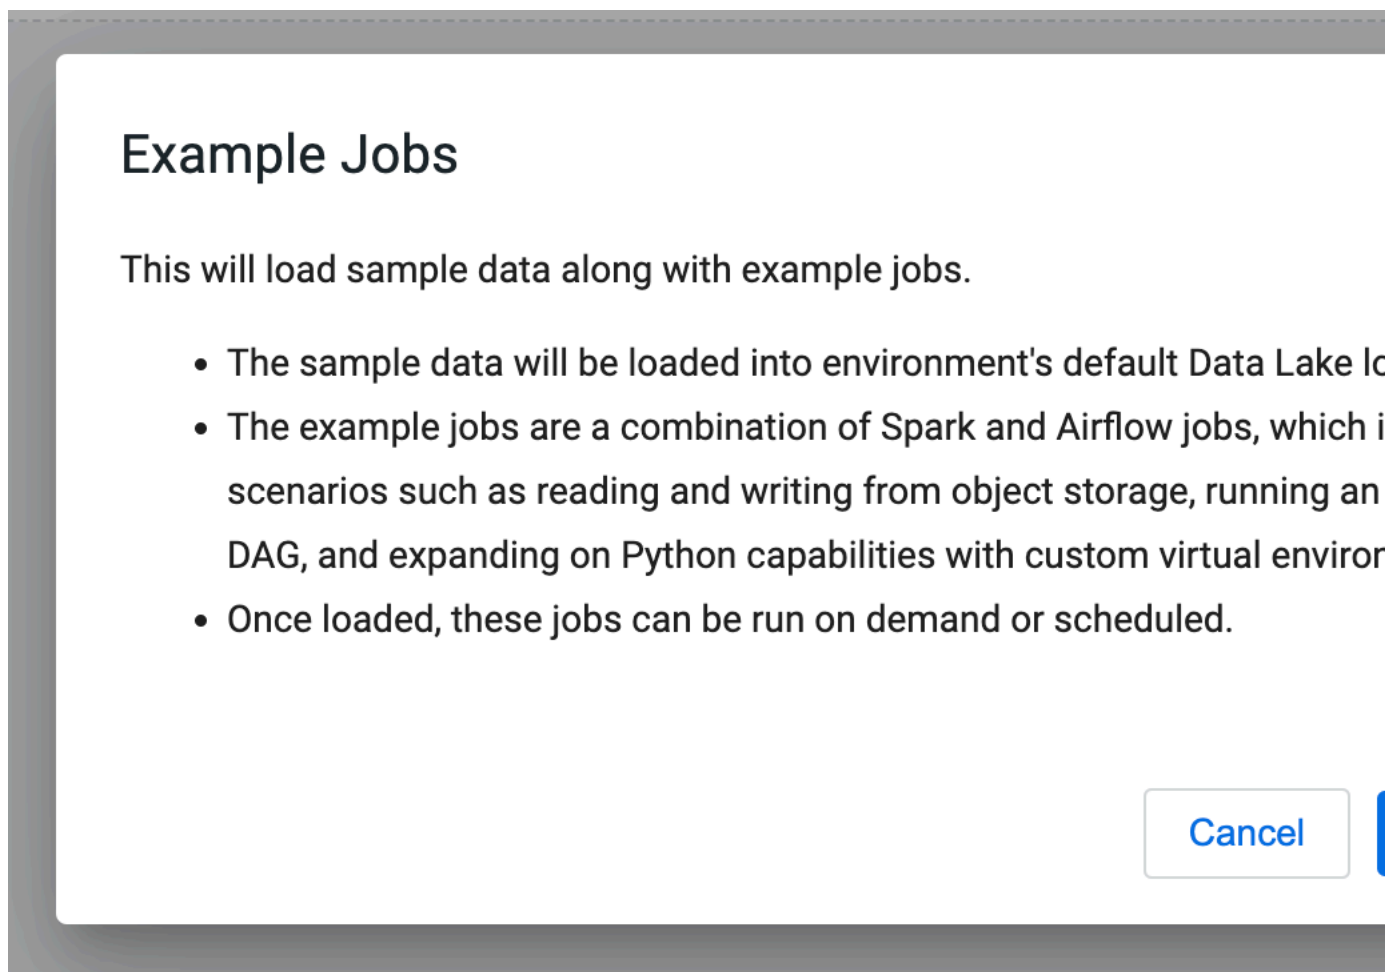 Example Jobs
This will load sample data along with example jobs.
• The sample data will be loaded into environment's default Data Lake
• The example jobs are a combination of Spark and Airflow jobs, which
scenarios such as reading and writing from object storage, running an
DAG, and expanding on Python capabilities with custom virtual
• Once loaded, these jobs can be run on demand or scheduled.
Cancel